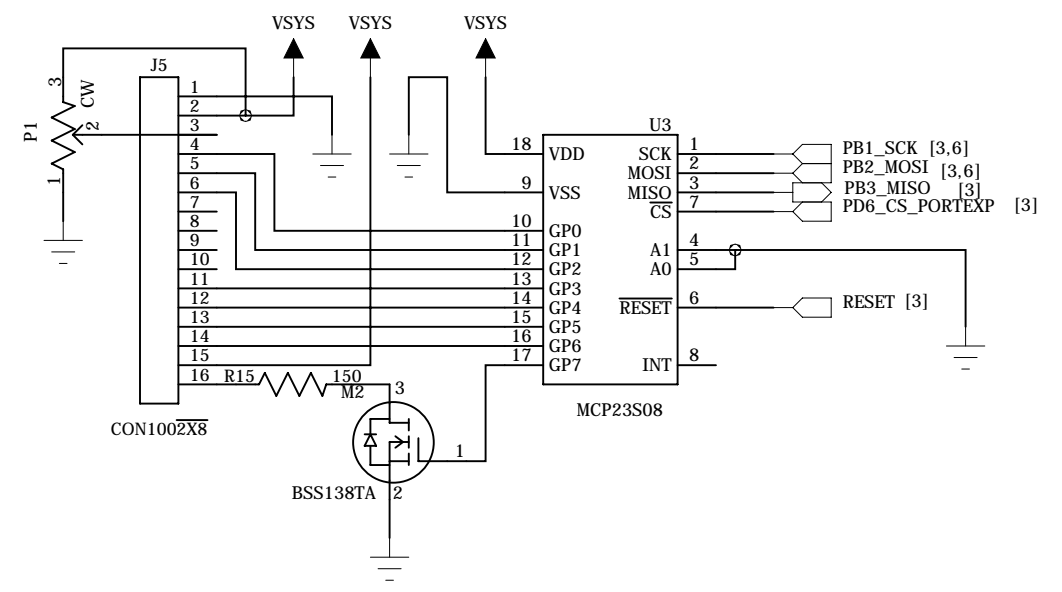 VSYS VSYS VSYS
J5
3
CW
P1
2
1
1
2
3
4
5
6
7
8
9
10
11
12
13
14
15
16
CON1002X8
R15 150
M2
3
1
2
BSS138TA
U3
18 VDD
9 VSS
10 GP0
11 GP1
12 GP2
13 GP3
14 GP4
15 GP5
16 GP6
17 GP7
SCK 1 PB1_SCK [3,6]
MOSI 2 PB2_MOSI [3,6]
MISO 3 PB3_MISO [3]
CS 7 PD6_CS_PORTEXP [3]
A1 4
A0 5
RESET 6 RESET [3]
INT 8
MCP23S08